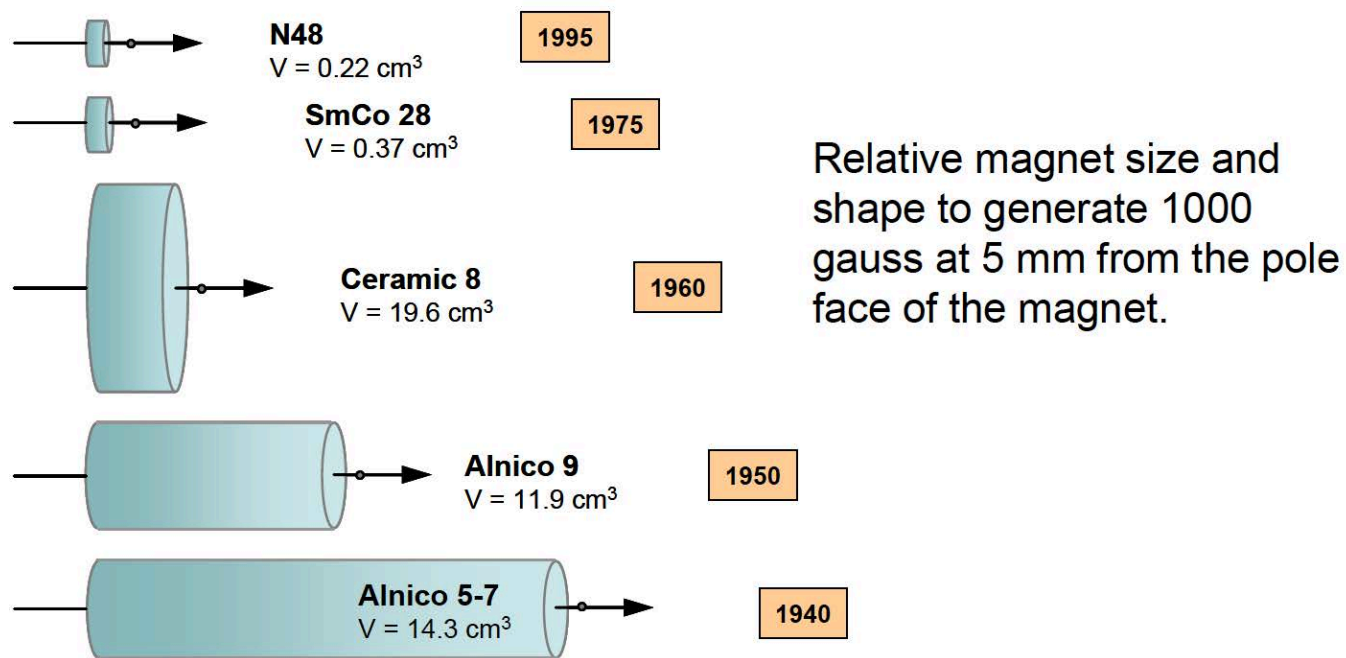 N48
V = 0.22 cm³
1995
SmCo 28
V = 0.37 cm³
1975
Ceramic 8
V = 19.6 cm³
1960
Alnico 9
V = 11.9 cm³
1950
Alnico 5-7
V = 14.3 cm³
1940
Relative magnet size and
shape to generate 1000
gauss at 5 mm from the pole
face of the magnet.